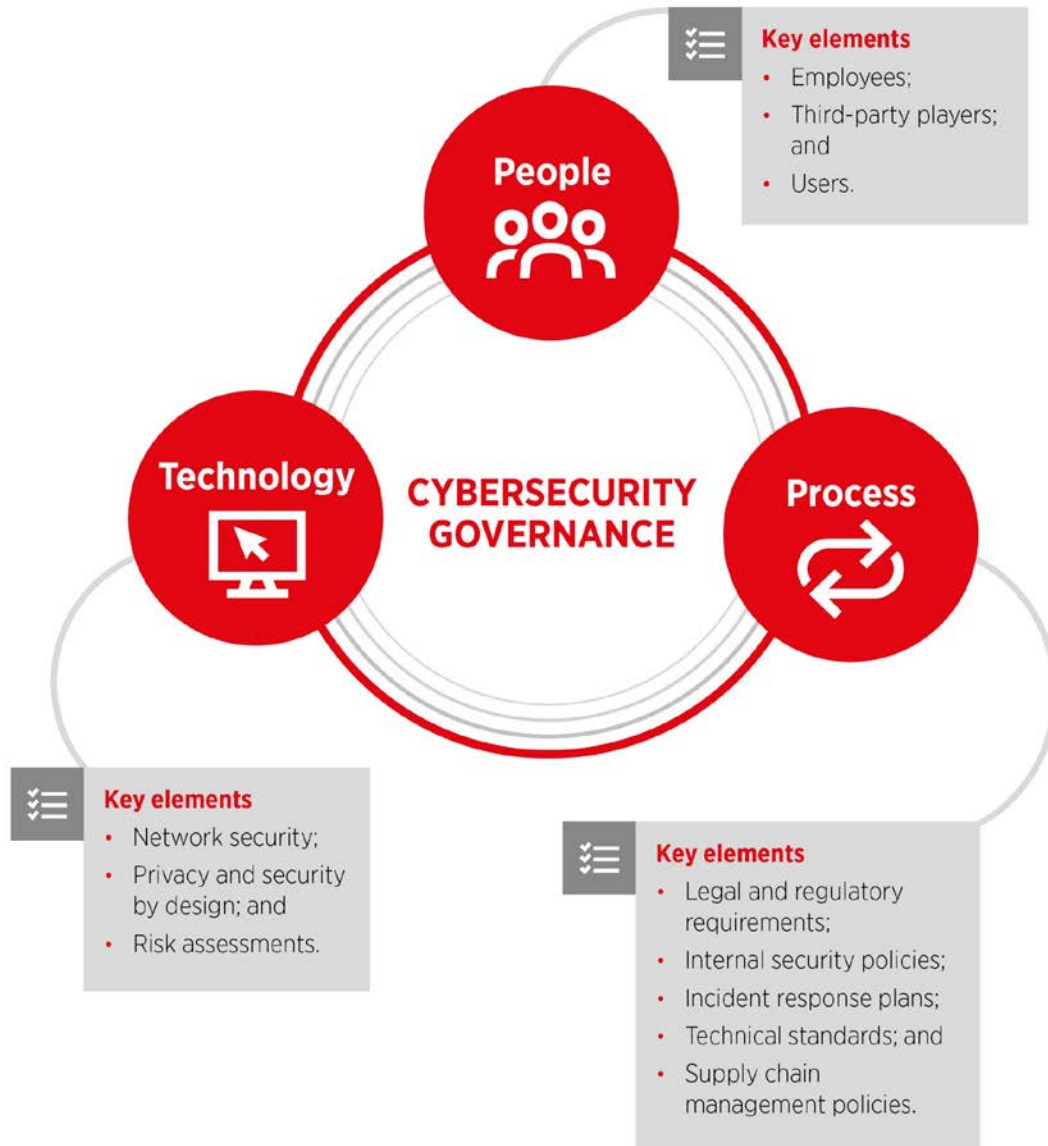 Key elements
• Employees;
• Third-party players;
and
• Users.
People
Technology
CYBERSECURITY
GOVERNANCE
Process
Key elements
• Network security;
• Privacy and security
by design; and
• Risk assessments.
Key elements
• Legal and regulatory
requirements;
• Internal security policies;
• Incident response plans;
• Technical standards; and
• Supply chain
management policies.